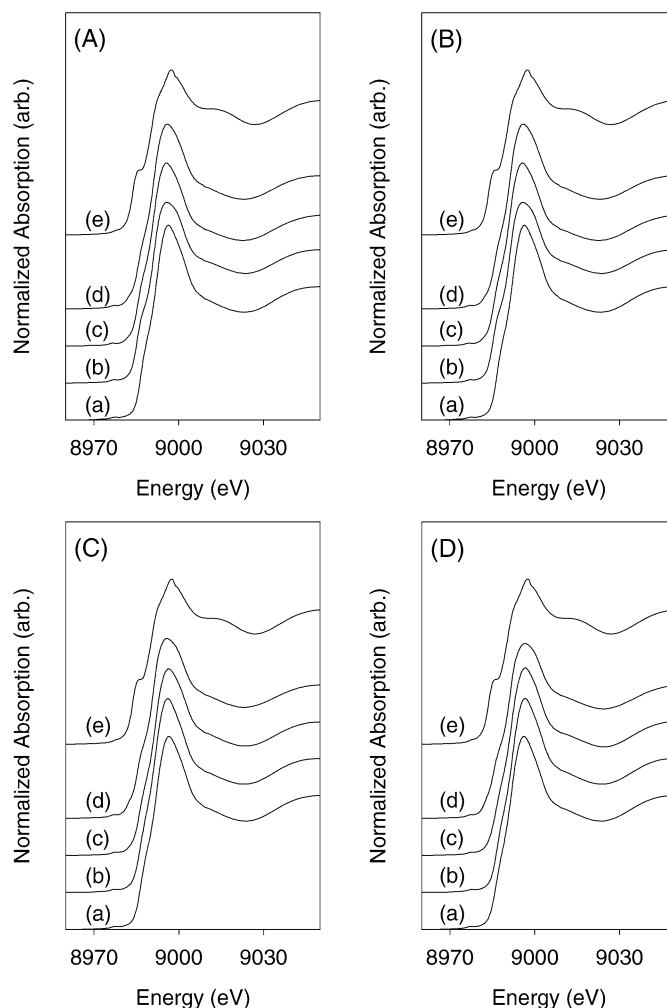 (A)
Normalized Absorption (arb.)
(e)
(d)
(c)
(b)
(a)
8970 9000 9030
Energy (eV)
(B)
Normalized Absorption (arb.)
(e)
(d)
(c)
(b)
(a)
8970 9000 9030
Energy (eV)
(C)
Normalized Absorption (arb.)
(e)
(d)
(c)
(b)
(a)
8970 9000 9030
Energy (eV)
(D)
Normalized Absorption (arb.)
(e)
(d)
(c)
(b)
(a)
8970 9000 9030
Energy (eV)